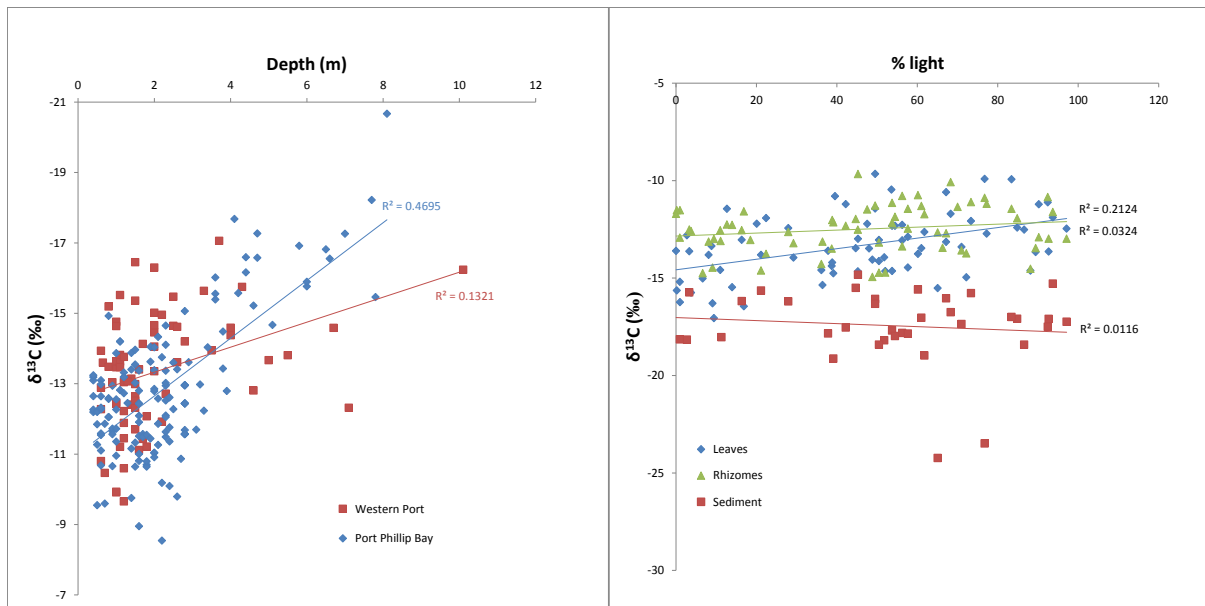 Depth (m)
0
2
4
6
8
10
12
-21
-19
-17
-15
-13
-11
-9
-7
δ¹³C (‰)
R² = 0.4695
R² = 0.1321
Western Port
Port Phillip Bay
% light
0
20
40
60
80
100
120
-5
-10
-15
-20
-25
-30
δ¹³C (‰)
R² = 0.2124
R² = 0.0324
R² = 0.0116
Leaves
Rhizomes
Sediment